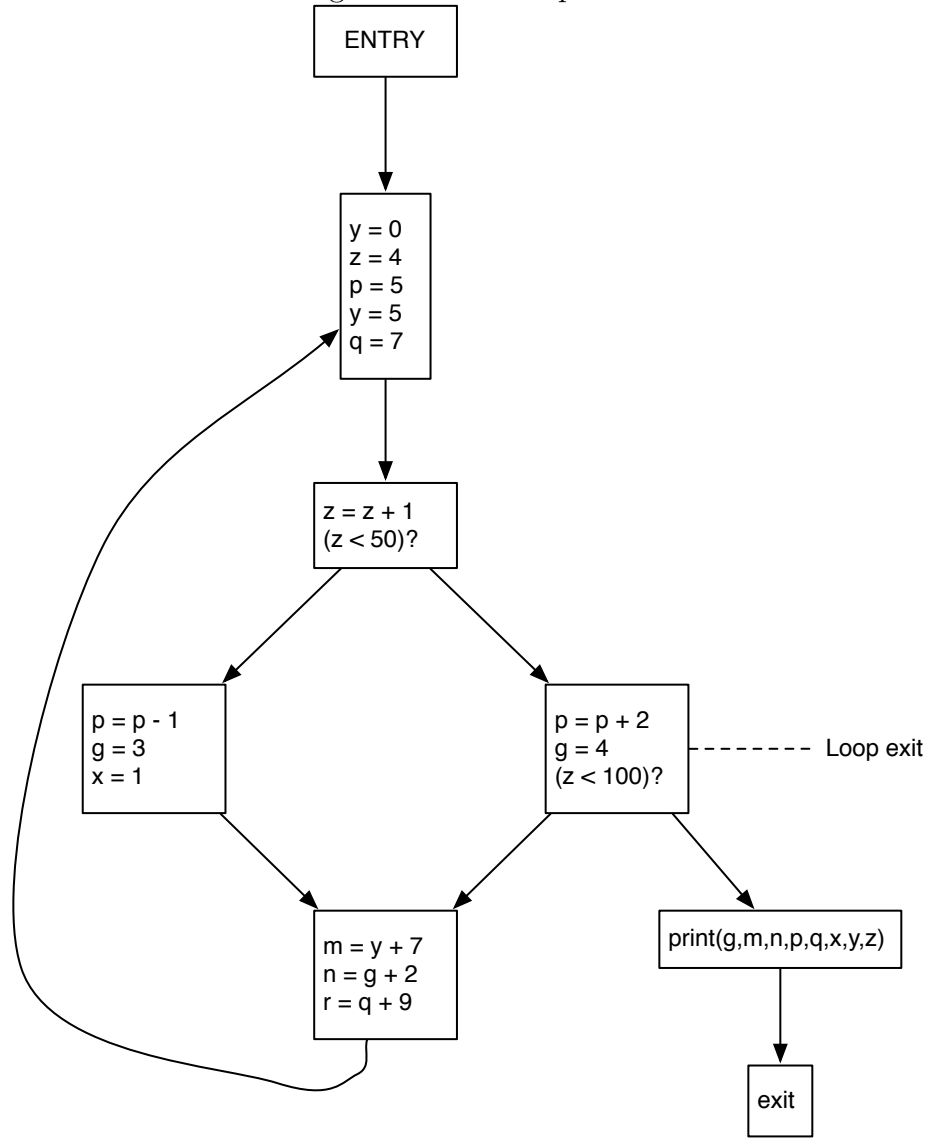 ENTRY
y = 0
z = 4
p = 5
y = 5
q = 7
z = z + 1
(z < 50)?
p = p - 1
g = 3
x = 1
p = p + 2
g = 4
(z < 100)?
Loop exit
m = y + 7
n = g + 2
r = q + 9
print(g,m,n,p,q,x,y,z)
exit